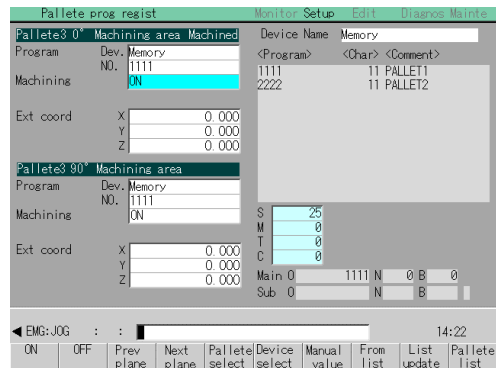 Pallete prog regist
Monitor Setup Edit Diagnos Mainte
Pallete3 0° Machining area Machined
Program Dev. Memory
NO. 1111
Machining ON
Ext coord X 0.000
Y 0.000
Z 0.000
Pallete3 90° Machining area
Program Dev. Memory
NO. 1111
Machining ON
Ext coord X 0.000
Y 0.000
Z 0.000
Device Name Memory
<Program> <Char> <Comment>
1111 11 PALLET1
2222 11 PALLET2
S 25
M 0
T 0
C 0
Main O 1111 N 0 B 0
Sub O N B
◀ EMG:JOG : :
14:22
ON OFF Prev plane Next plane Pallete select Device select Manual value From list List update Pallete list